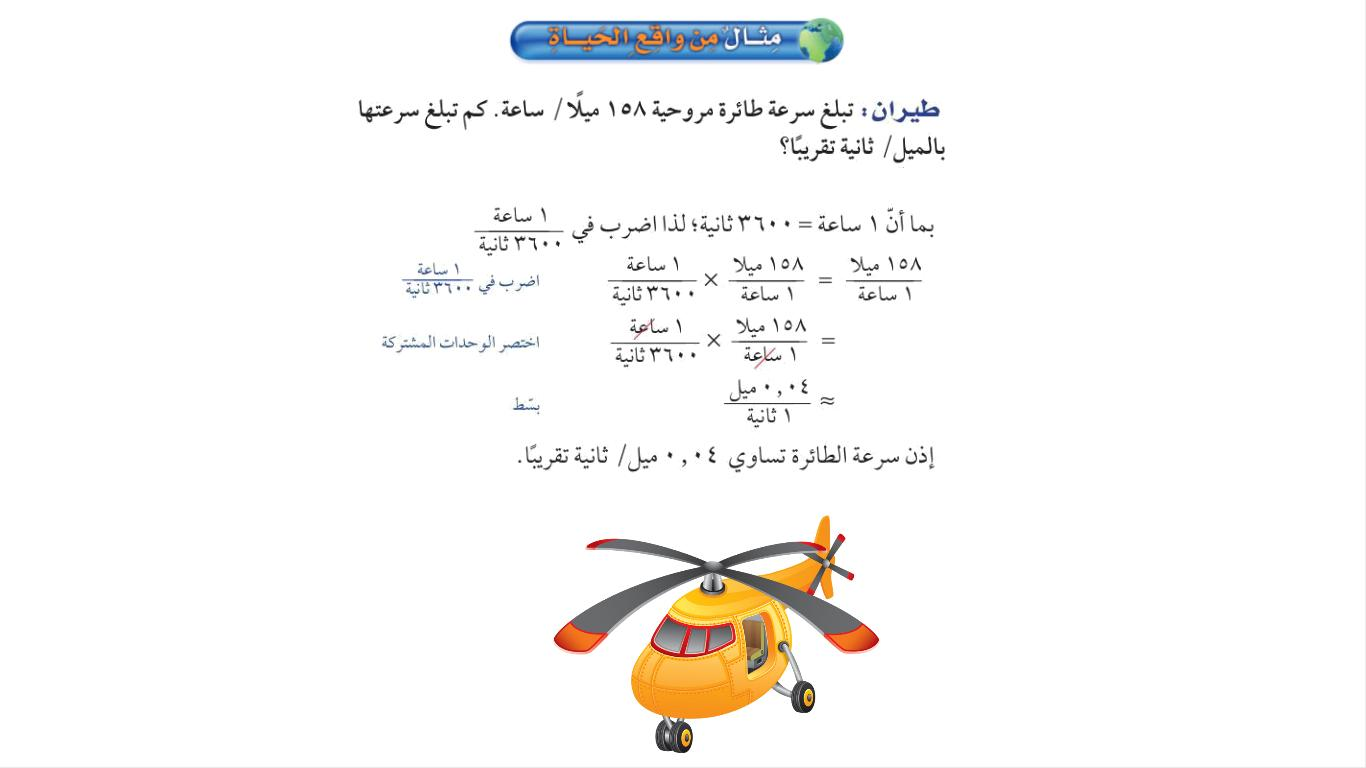 مِثَـالٌ مِنْ واقِعِ الحَيَـاةِ
طيران: تبلغ سرعة طائرة مروحية ١٥٨ ميلًا/ ساعة. كم تبلغ سرعتها
بالميل/ ثانية تقريبًا؟
بما أنّ ١ ساعة = ٣٦٠٠ ثانية؛ لذا اضرب في ١ ساعة / ٣٦٠٠ ثانية
١٥٨ ميلا / ١ ساعة = ١٥٨ ميلا / ١ ساعة × ١ ساعة / ٣٦٠٠ ثانية اضرب في ١ ساعة / ٣٦٠٠ ثانية
= ١٥٨ ميلا / ١ ساعة × ١ ساعة / ٣٦٠٠ ثانية اختصر الوحدات المشتركة
≈ ٠,٠٤ ميل / ١ ثانية بسّط
إذن سرعة الطائرة تساوي ٠,٠٤ ميل/ ثانية تقريبًا.